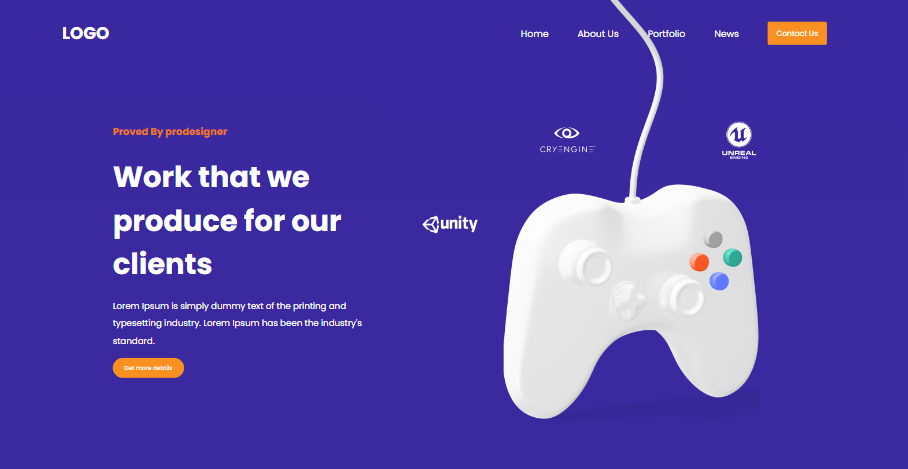 LOGO
Home
About Us
Portfolio
News
Contact Us
Proved By prodesigner
Work that we
produce for our
clients
Lorem Ipsum is simply dummy text of the printing and
typesetting industry. Lorem Ipsum has been the industry's
standard.
Get more details
CRYENGINE
UNREAL
ENGINE
unity